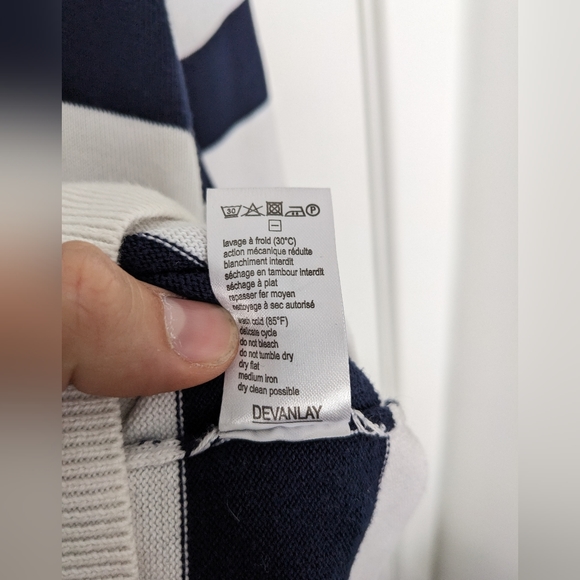 30 P
lavage à froid (30°C)
action mécanique réduite
blanchiment interdit
séchage en tambour interdit
séchage à plat
repasser fer moyen
nettoyage à sec autorisé
wash cold (85°F)
delicate cycle
do not bleach
do not tumble dry
dry flat
medium iron
dry clean possible
DEVANLAY